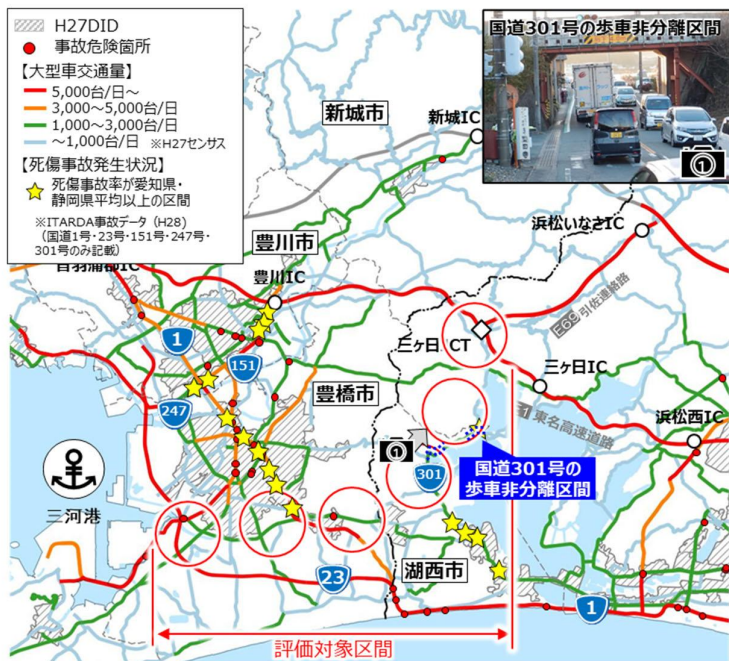 H27DID
事故危険箇所
【大型車交通量】
5,000台/日～
3,000～5,000台/日
1,000～3,000台/日
～1,000台/日 ※H27センサス
【死傷事故発生状況】
死傷事故率が愛知県・
静岡県平均以上の区間
※ITARDA事故データ（H28）
（国道1号・23号・151号・247号・
301号のみ記載）
国道301号の歩車非分離区間
1
新城市
新城IC
浜松いなさIC
豊川市
音羽蒲郡IC
豊川IC
E69 引佐連絡路
1
三ヶ日JCT
151
三ヶ日IC
豊橋市
247
E1 東名高速道路
浜松西IC
1
国道301号の
歩車非分離区間
301
三河港
湖西市
23
1
評価対象区間